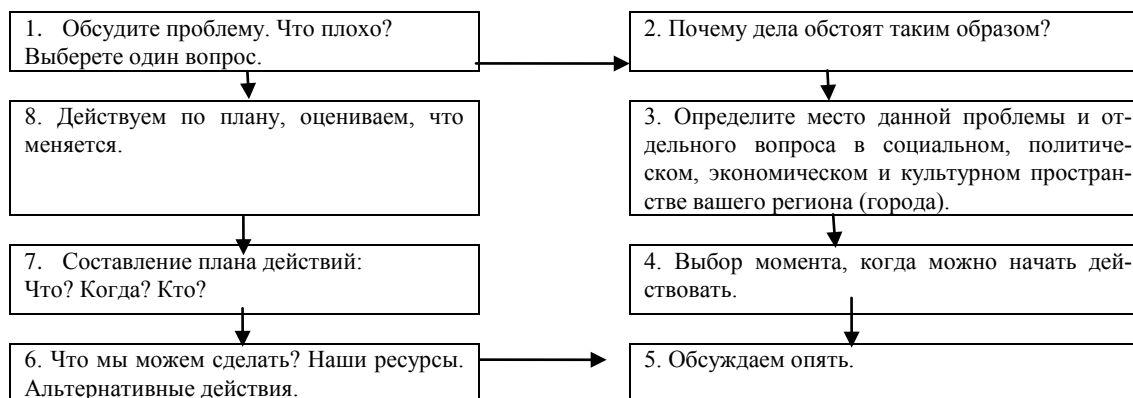 1. Обсудите проблему. Что плохо?
Выберете один вопрос.
2. Почему дела обстоят таким образом?
8. Действуем по плану, оцениваем, что
меняется.
3. Определите место данной проблемы и от-
дельного вопроса в социальном, политиче-
ском, экономическом и культурном простран-
стве вашего региона (города).
7. Составление плана действий:
Что? Когда? Кто?
4. Выбор момента, когда можно начать дей-
ствовать.
6. Что мы можем сделать? Наши ресурсы.
Альтернативные действия.
5. Обсуждаем опять.